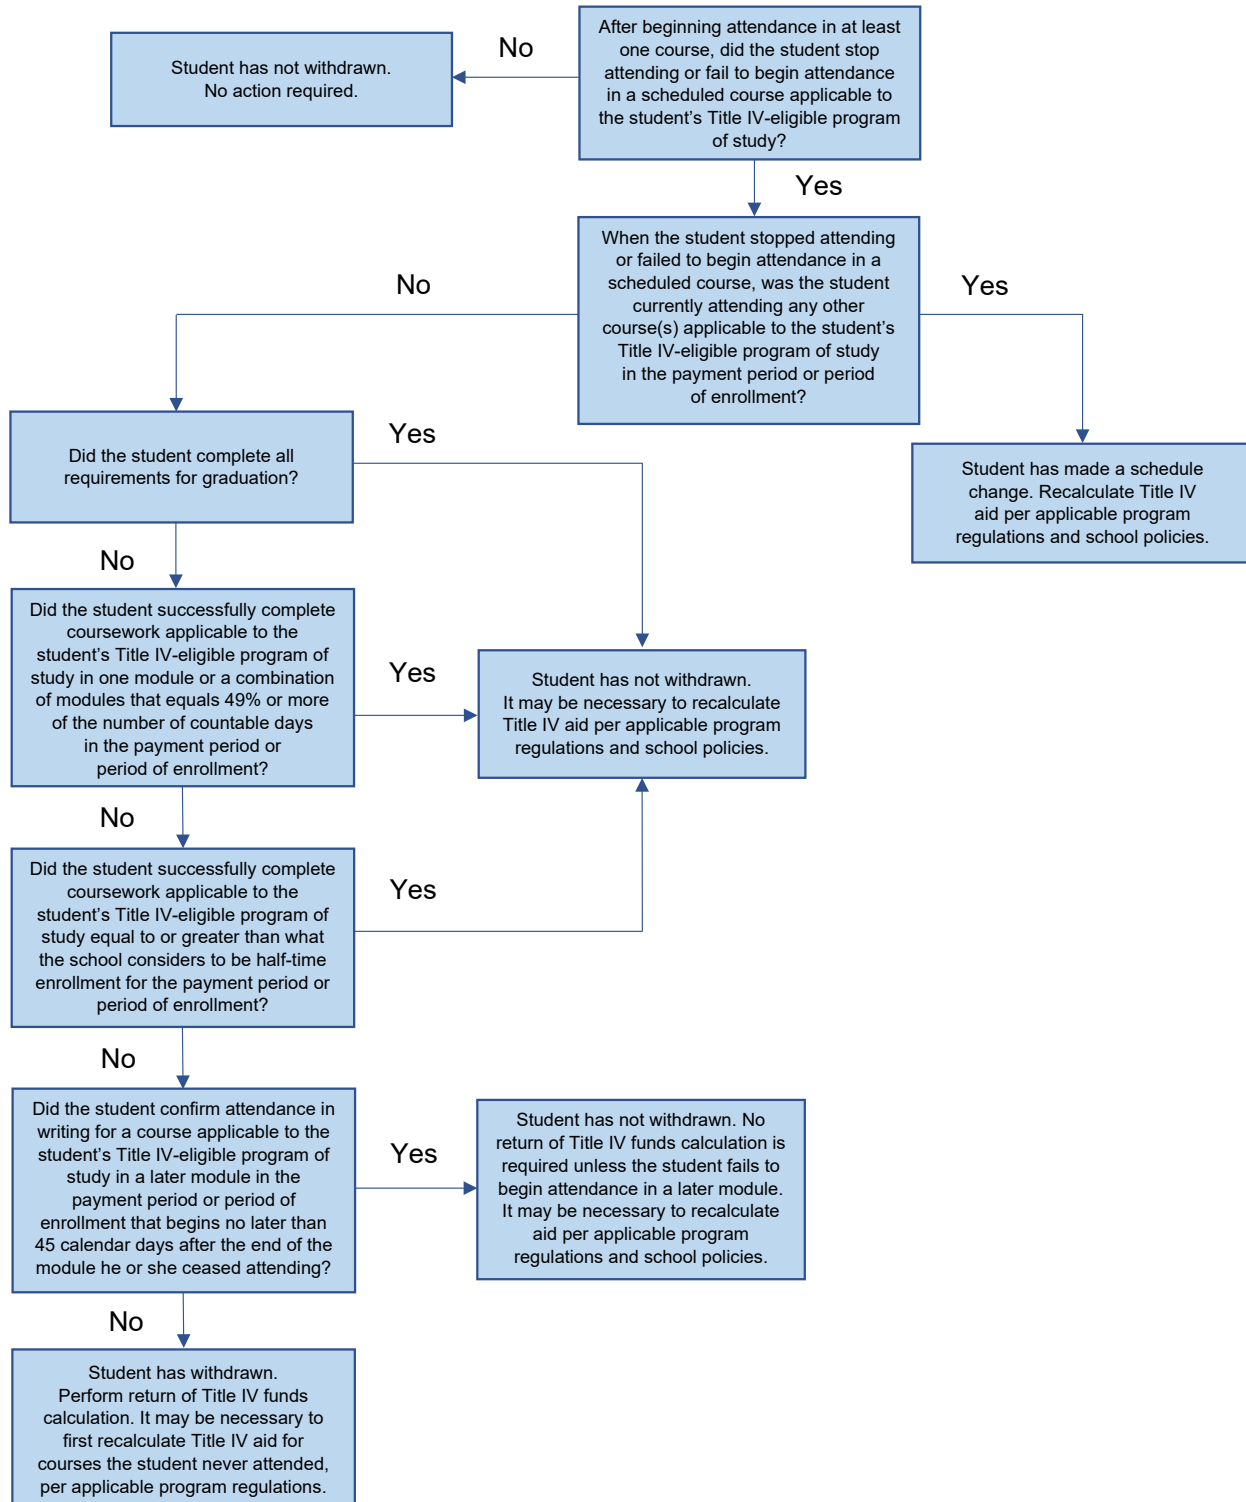 After beginning attendance in at least
one course, did the student stop
attending or fail to begin attendance
in a scheduled course applicable to
the student’s Title IV-eligible program
of study?
No
Student has not withdrawn.
No action required.
Yes
When the student stopped attending
or failed to begin attendance in a
scheduled course, was the student
currently attending any other
course(s) applicable to the student’s
Title IV-eligible program of study
in the payment period or period
of enrollment?
No
Yes
Did the student complete all
requirements for graduation?
Yes
Student has made a schedule
change. Recalculate Title IV
aid per applicable program
regulations and school policies.
No
Did the student successfully complete
coursework applicable to the
student’s Title IV-eligible program of
study in one module or a combination
of modules that equals 49% or more
of the number of countable days
in the payment period or
period of enrollment?
Yes
Student has not withdrawn.
It may be necessary to recalculate
Title IV aid per applicable program
regulations and school policies.
No
Did the student successfully complete
coursework applicable to the
student’s Title IV-eligible program of
study equal to or greater than what
the school considers to be half-time
enrollment for the payment period or
period of enrollment?
Yes
No
Did the student confirm attendance in
writing for a course applicable to the
student’s Title IV-eligible program of
study in a later module in the
payment period or period of
enrollment that begins no later than
45 calendar days after the end of the
module he or she ceased attending?
Yes
Student has not withdrawn. No
return of Title IV funds calculation is
required unless the student fails to
begin attendance in a later module.
It may be necessary to recalculate
aid per applicable program
regulations and school policies.
No
Student has withdrawn.
Perform return of Title IV funds
calculation. It may be necessary to
first recalculate Title IV aid for
courses the student never attended,
per applicable program regulations.